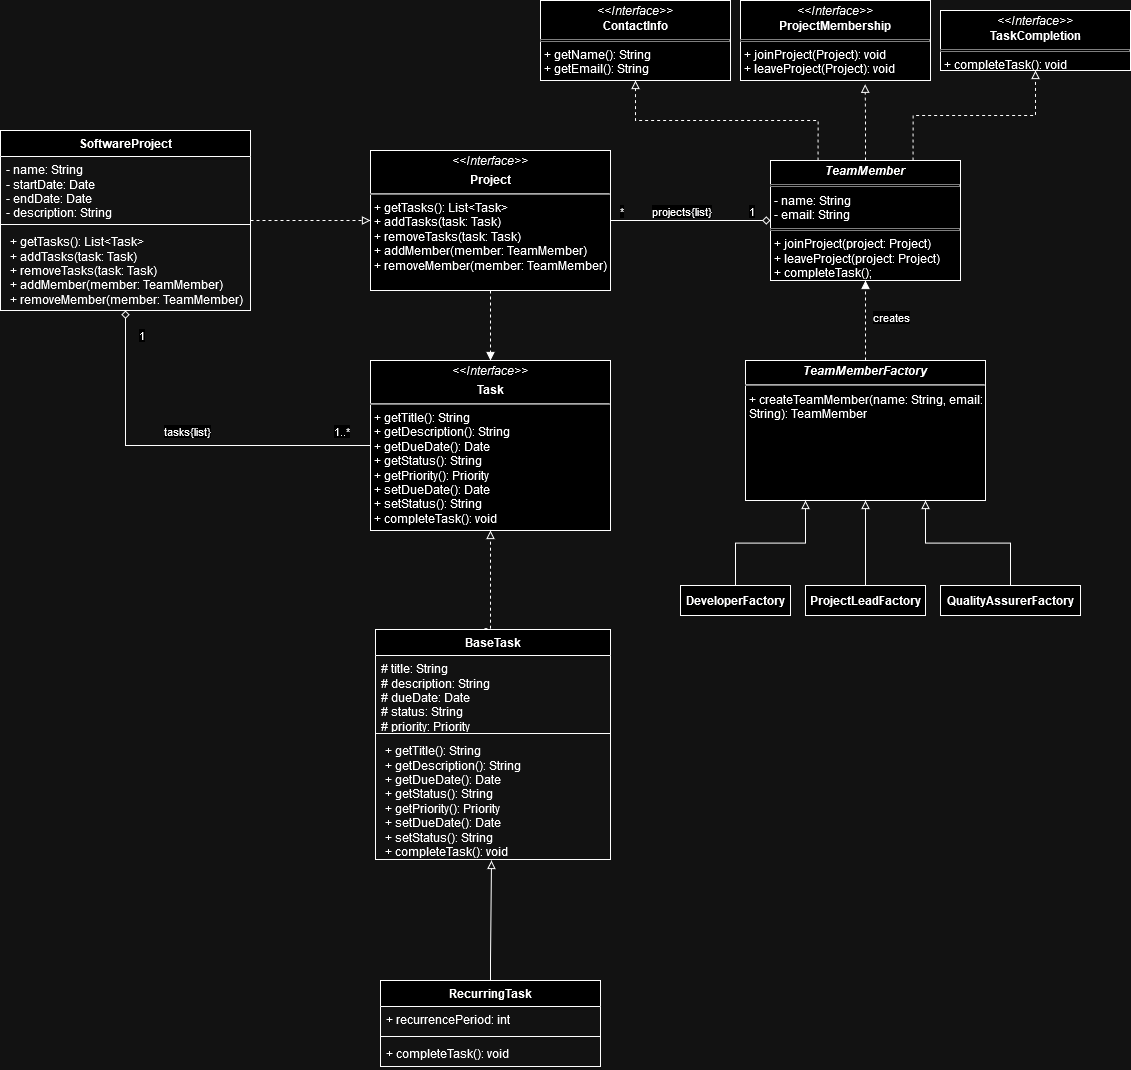 <<Interface>>
ContactInfo
+ getName(): String
+ getEmail(): String
<<Interface>>
ProjectMembership
+ joinProject(Project): void
+ leaveProject(Project): void
<<Interface>>
TaskCompletion
+ completeTask(): void
SoftwareProject
- name: String
- startDate: Date
- endDate: Date
- description: String
+ getTasks(): List<Task>
+ addTasks(task: Task)
+ removeTasks(task: Task)
+ addMember(member: TeamMember)
+ removeMember(member: TeamMember)
<<Interface>>
Project
+ getTasks(): List<Task>
+ addTasks(task: Task)
+ removeTasks(task: Task)
+ addMember(member: TeamMember)
+ removeMember(member: TeamMember)
* projects{list} 1
TeamMember
- name: String
- email: String
+ joinProject(project: Project)
+ leaveProject(project: Project)
+ completeTask();
creates
1
tasks{list} 1..*
<<Interface>>
Task
+ getTitle(): String
+ getDescription(): String
+ getDueDate(): Date
+ getStatus(): String
+ getPriority(): Priority
+ setDueDate(): Date
+ setStatus(): String
+ completeTask(): void
TeamMemberFactory
+ createTeamMember(name: String, email:
String): TeamMember
DeveloperFactory
ProjectLeadFactory
QualityAssurerFactory
BaseTask
# title: String
# description: String
# dueDate: Date
# status: String
# priority: Priority
+ getTitle(): String
+ getDescription(): String
+ getDueDate(): Date
+ getStatus(): String
+ getPriority(): Priority
+ setDueDate(): Date
+ setStatus(): String
+ completeTask(): void
RecurringTask
+ recurrencePeriod: int
+ completeTask(): void